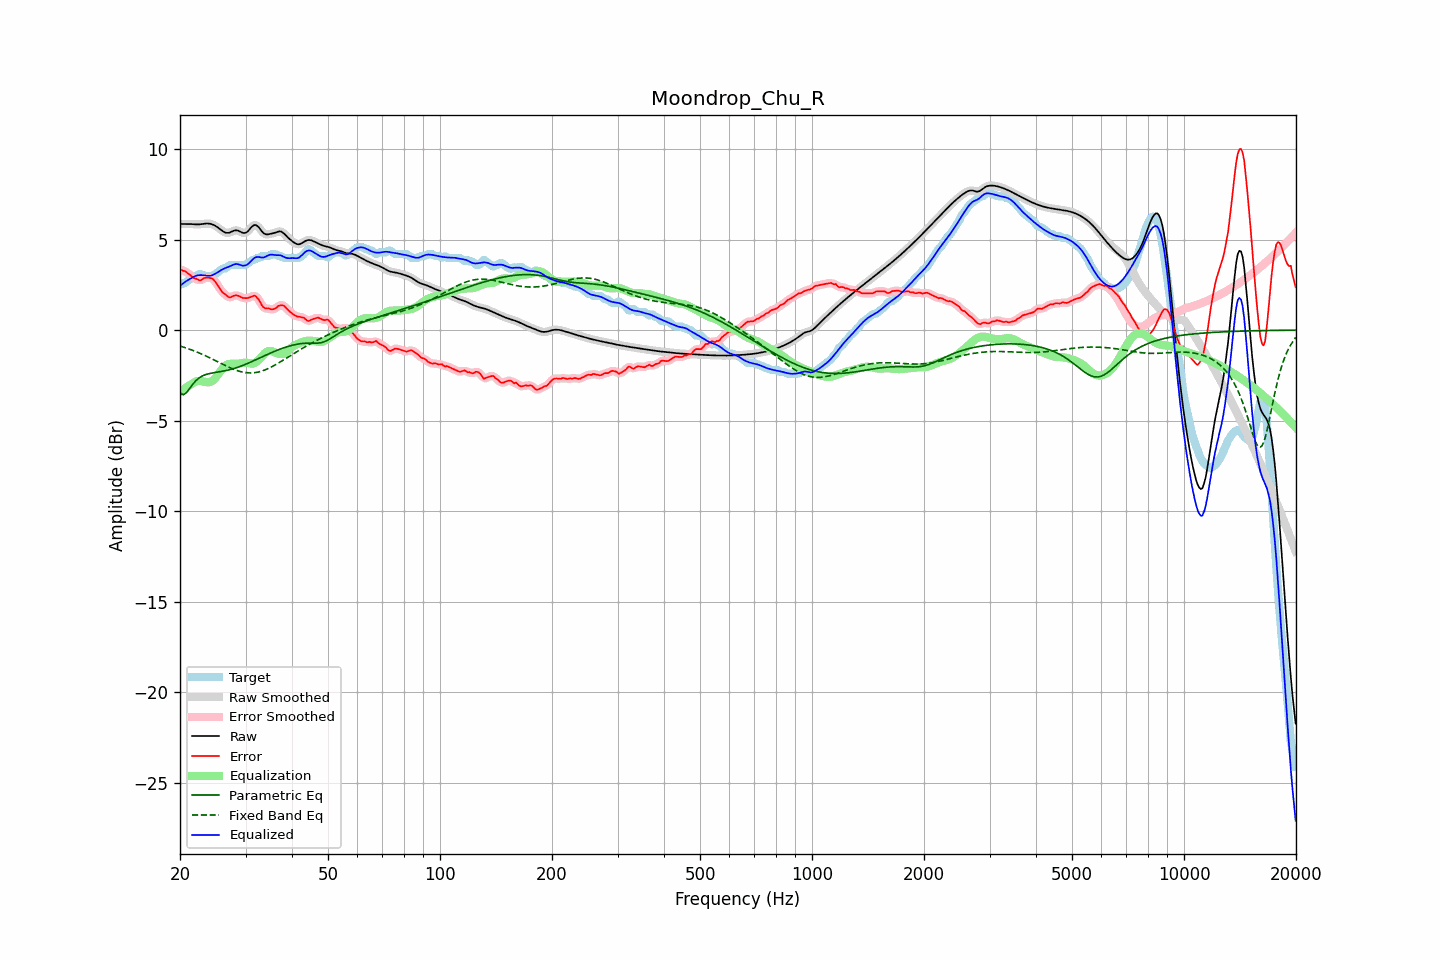 Moondrop_Chu_R
Amplitude (dBr)
10
5
0
−5
−10
−15
−20
−25
Target
Raw Smoothed
Error Smoothed
Raw
Error
Equalization
Parametric Eq
Fixed Band Eq
Equalized
20 50 100 200 500 1000 2000 5000 10000 20000
Frequency (Hz)